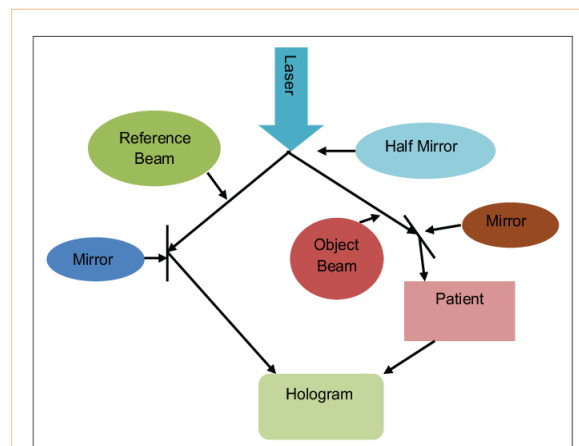 Laser
Reference
Beam
Half Mirror
Mirror
Object
Beam
Mirror
Patient
Hologram